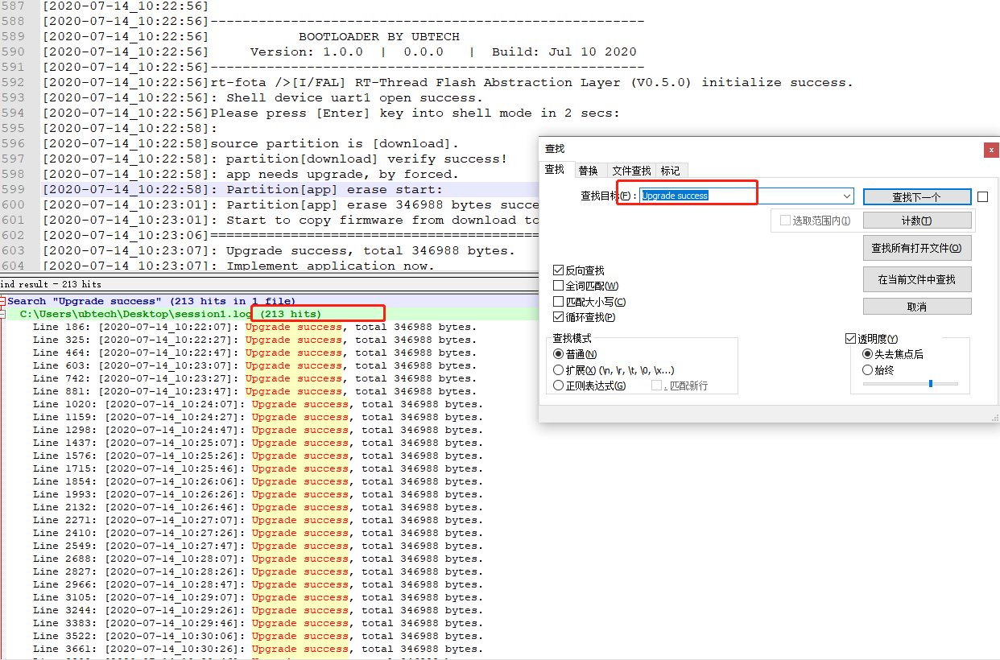 587 [2020-07-14_10:22:56]
588 [2020-07-14_10:22:56]------------------------------------------------------
589 [2020-07-14_10:22:56] BOOTLOADER BY UBTECH
590 [2020-07-14_10:22:56] Version: 1.0.0 | 0.0.0 | Build: Jul 10 2020
591 [2020-07-14_10:22:56]------------------------------------------------------
592 [2020-07-14_10:22:56]rt-fota />[I/FAL] RT-Thread Flash Abstraction Layer (V0.5.0) initialize success.
593 [2020-07-14_10:22:56]: Shell device uart1 open success.
594 [2020-07-14_10:22:56]Please press [Enter] key into shell mode in 2 secs:
595 [2020-07-14_10:22:58]:
596 [2020-07-14_10:22:58]source partition is [download].
597 [2020-07-14_10:22:58]: partition[download] verify success!
598 [2020-07-14_10:22:58]: app needs upgrade, by forced.
599 [2020-07-14_10:22:58]: Partition[app] erase start:
600 [2020-07-14_10:23:01]: Partition[app] erase 346988 bytes succe
601 [2020-07-14_10:23:01]: Start to copy firmware from download to
602 [2020-07-14_10:23:06]=========================================
603 [2020-07-14_10:23:07]: Upgrade success, total 346988 bytes.
604 [2020-07-14_10:23:07]: Implement application now.
ind result - 213 hits
Search "Upgrade success" (213 hits in 1 file)
C:\Users\ubtech\Desktop\session1.log (213 hits)
Line 186: [2020-07-14_10:22:07]: Upgrade success, total 346988 bytes.
Line 325: [2020-07-14_10:22:27]: Upgrade success, total 346988 bytes.
Line 464: [2020-07-14_10:22:47]: Upgrade success, total 346988 bytes.
Line 603: [2020-07-14_10:23:07]: Upgrade success, total 346988 bytes.
Line 742: [2020-07-14_10:23:27]: Upgrade success, total 346988 bytes.
Line 881: [2020-07-14_10:23:47]: Upgrade success, total 346988 bytes.
Line 1020: [2020-07-14_10:24:07]: Upgrade success, total 346988 bytes.
Line 1159: [2020-07-14_10:24:27]: Upgrade success, total 346988 bytes.
Line 1298: [2020-07-14_10:24:47]: Upgrade success, total 346988 bytes.
Line 1437: [2020-07-14_10:25:07]: Upgrade success, total 346988 bytes.
Line 1576: [2020-07-14_10:25:26]: Upgrade success, total 346988 bytes.
Line 1715: [2020-07-14_10:25:46]: Upgrade success, total 346988 bytes.
Line 1854: [2020-07-14_10:26:06]: Upgrade success, total 346988 bytes.
Line 1993: [2020-07-14_10:26:26]: Upgrade success, total 346988 bytes.
Line 2132: [2020-07-14_10:26:46]: Upgrade success, total 346988 bytes.
Line 2271: [2020-07-14_10:27:07]: Upgrade success, total 346988 bytes.
Line 2410: [2020-07-14_10:27:26]: Upgrade success, total 346988 bytes.
Line 2549: [2020-07-14_10:27:47]: Upgrade success, total 346988 bytes.
Line 2688: [2020-07-14_10:28:07]: Upgrade success, total 346988 bytes.
Line 2827: [2020-07-14_10:28:26]: Upgrade success, total 346988 bytes.
Line 2966: [2020-07-14_10:28:47]: Upgrade success, total 346988 bytes.
Line 3105: [2020-07-14_10:29:07]: Upgrade success, total 346988 bytes.
Line 3244: [2020-07-14_10:29:26]: Upgrade success, total 346988 bytes.
Line 3383: [2020-07-14_10:29:46]: Upgrade success, total 346988 bytes.
Line 3522: [2020-07-14_10:30:06]: Upgrade success, total 346988 bytes.
Line 3661: [2020-07-14_10:30:26]: Upgrade success, total 346988 bytes.
查找
x
查找 替换 文件查找 标记
查找目标(F) : Upgrade success
查找下一个
选取范围内(I)
计数(T)
查找所有打开文件(O)
反向查找
在当前文件中查找
全词匹配(W)
匹配大小写(C)
取消
循环查找(P)
查找模式
普通(N)
扩展(X) (\n, \r, \t, \0, \x...)
正则表达式(G)
. 匹配新行
透明度(Y)
失去焦点后
始终